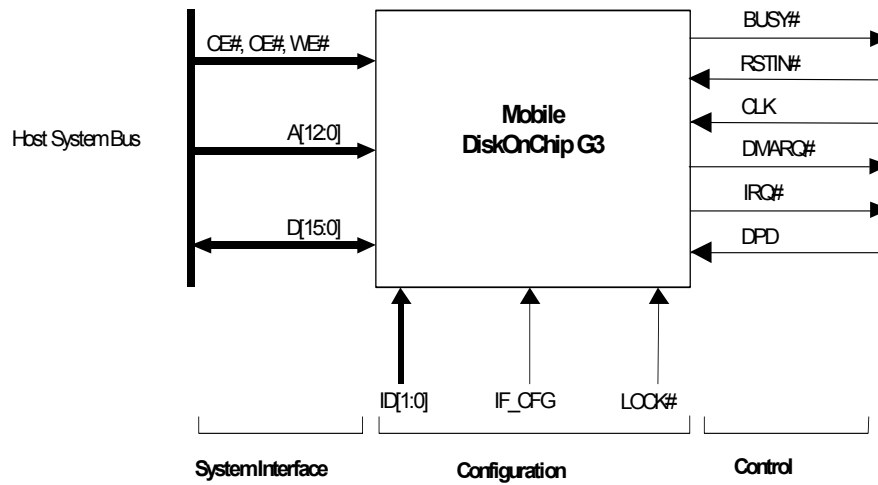 BUSY#
CE#, OE#, WE#
RSTIN#
Mobile
DiskOnChip G3
CLK
Host System Bus
A[12:0]
DMARQ#
IRQ#
D[15:0]
DPD
ID[1:0]
IF_CFG
LOCK#
System Interface
Configuration
Control